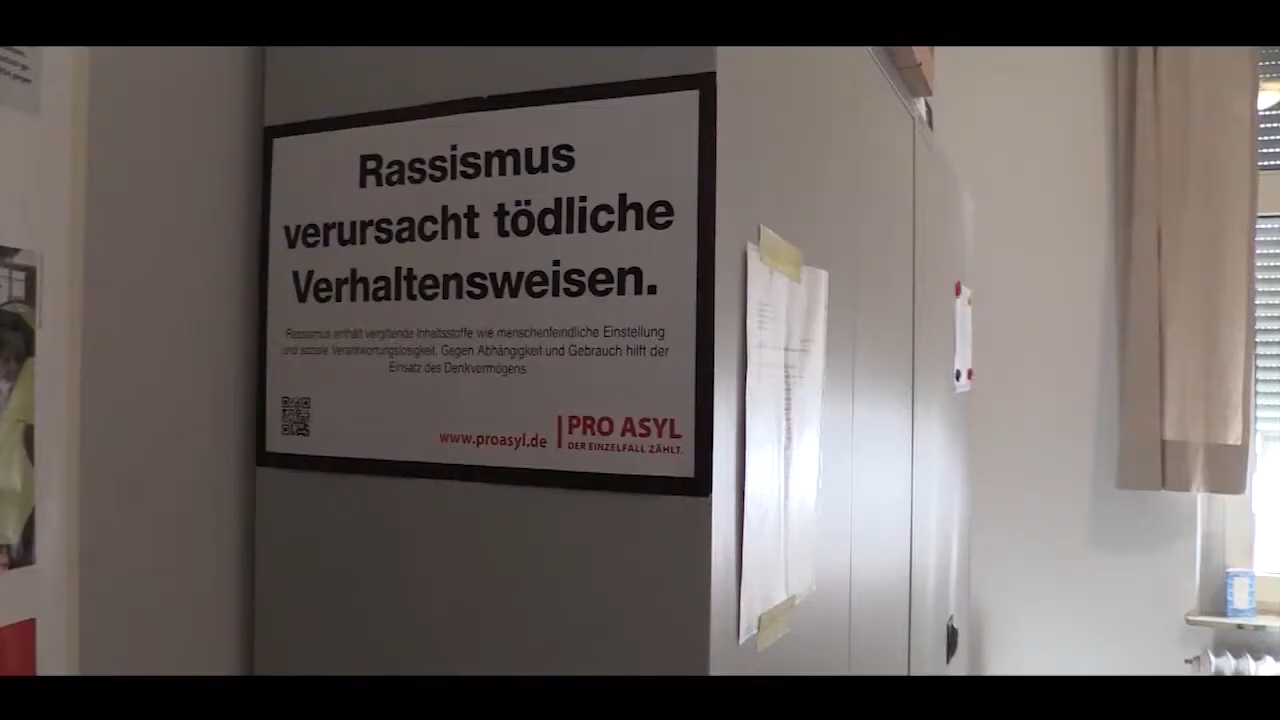 Rassismus
verursacht tödliche
Verhaltensweisen.
Rassismus enthält vergiftende Inhaltsstoffe wie menschenfeindliche Einstellung
und soziale Verantwortungslosigkeit. Gegen Abhängigkeit und Gebrauch hilft der
Einsatz des Denkvermögens.
www.proasyl.de
PRO ASYL
DER EINZELFALL ZÄHLT.